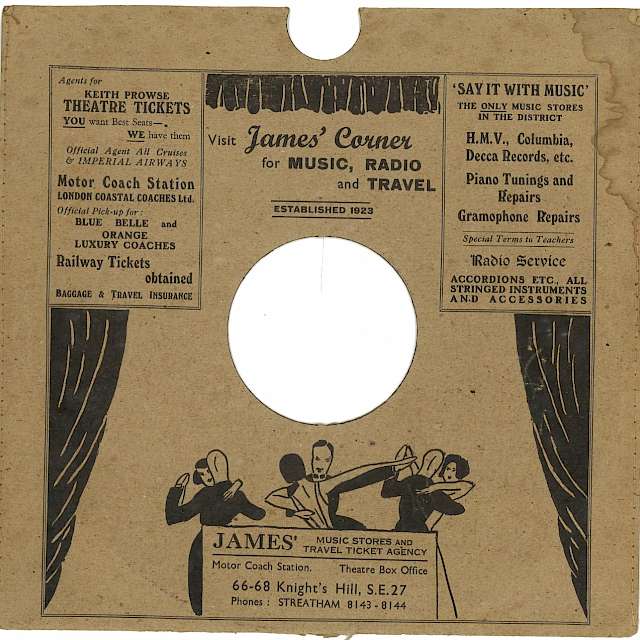 Agents for
KEITH PROWSE
THEATRE TICKETS
YOU want Best Seats—
WE have them
Official Agent All Cruises
& IMPERIAL AIRWAYS
Motor Coach Station
LONDON COASTAL COACHES Ltd.
Official Pick-up for:
BLUE BELLE and
ORANGE
LUXURY COACHES
Railway Tickets
obtained
BAGGAGE & TRAVEL INSURANCE
Visit James' Corner
for MUSIC, RADIO
and TRAVEL
ESTABLISHED 1923
'SAY IT WITH MUSIC'
THE ONLY MUSIC STORES
IN THE DISTRICT
H.M.V., Columbia,
Decca Records, etc.
Piano Tunings and
Repairs
Gramophone Repairs
Special Terms to Teachers
Radio Service
ACCORDIONS ETC., ALL
STRINGED INSTRUMENTS
AND ACCESSORIES
JAMES' MUSIC STORES AND
TRAVEL TICKET AGENCY
Motor Coach Station. Theatre Box Office
66-68 Knight's Hill, S.E.27
Phones : STREATHAM 8143 - 8144